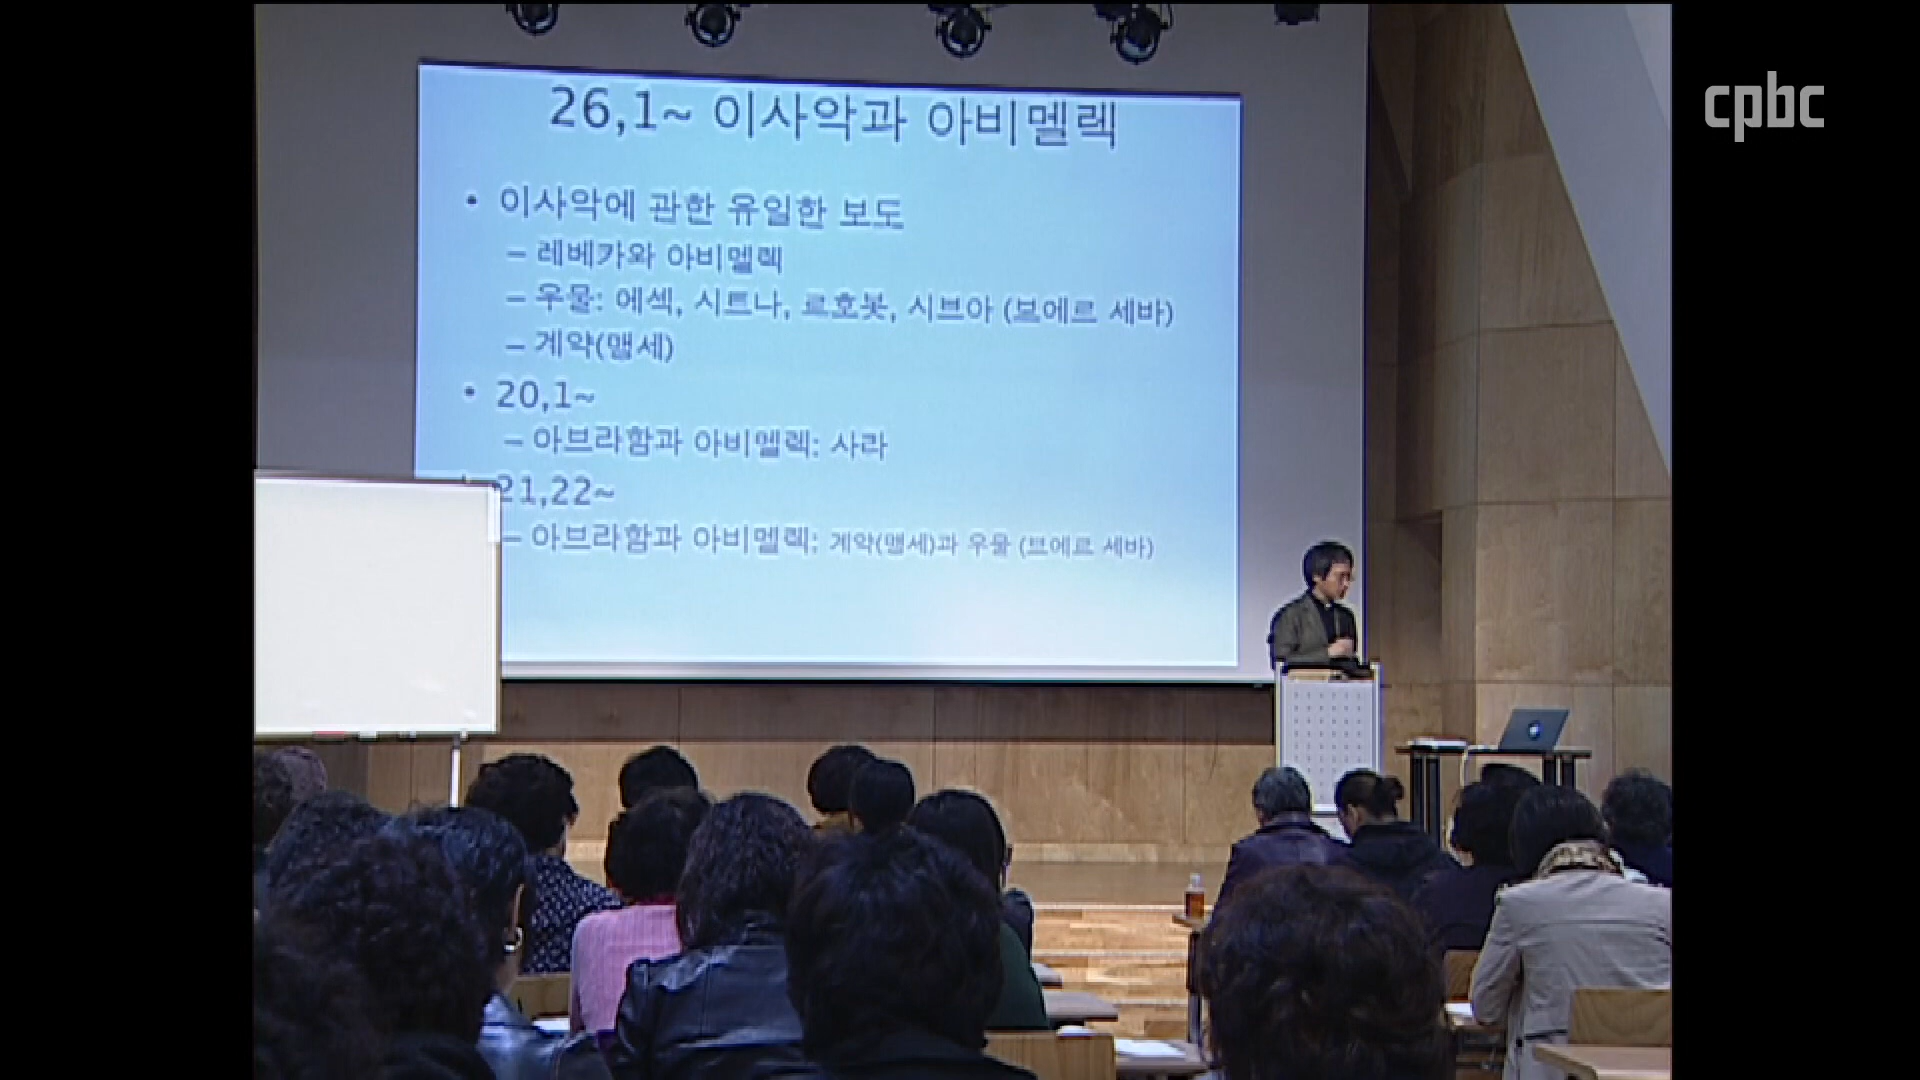 cpbc
26,1~ 이사악과 아비멜렉
• 이사악에 관한 유일한 보도
– 레베카와 아비멜렉
– 우물: 에섹, 시트나, 르호봇, 시브아 (브에르 세바)
– 계약(맹세)
• 20,1~
– 아브라함과 아비멜렉: 사라
21,22~
– 아브라함과 아비멜렉: 계약(맹세)과 우물 (브에르 세바)